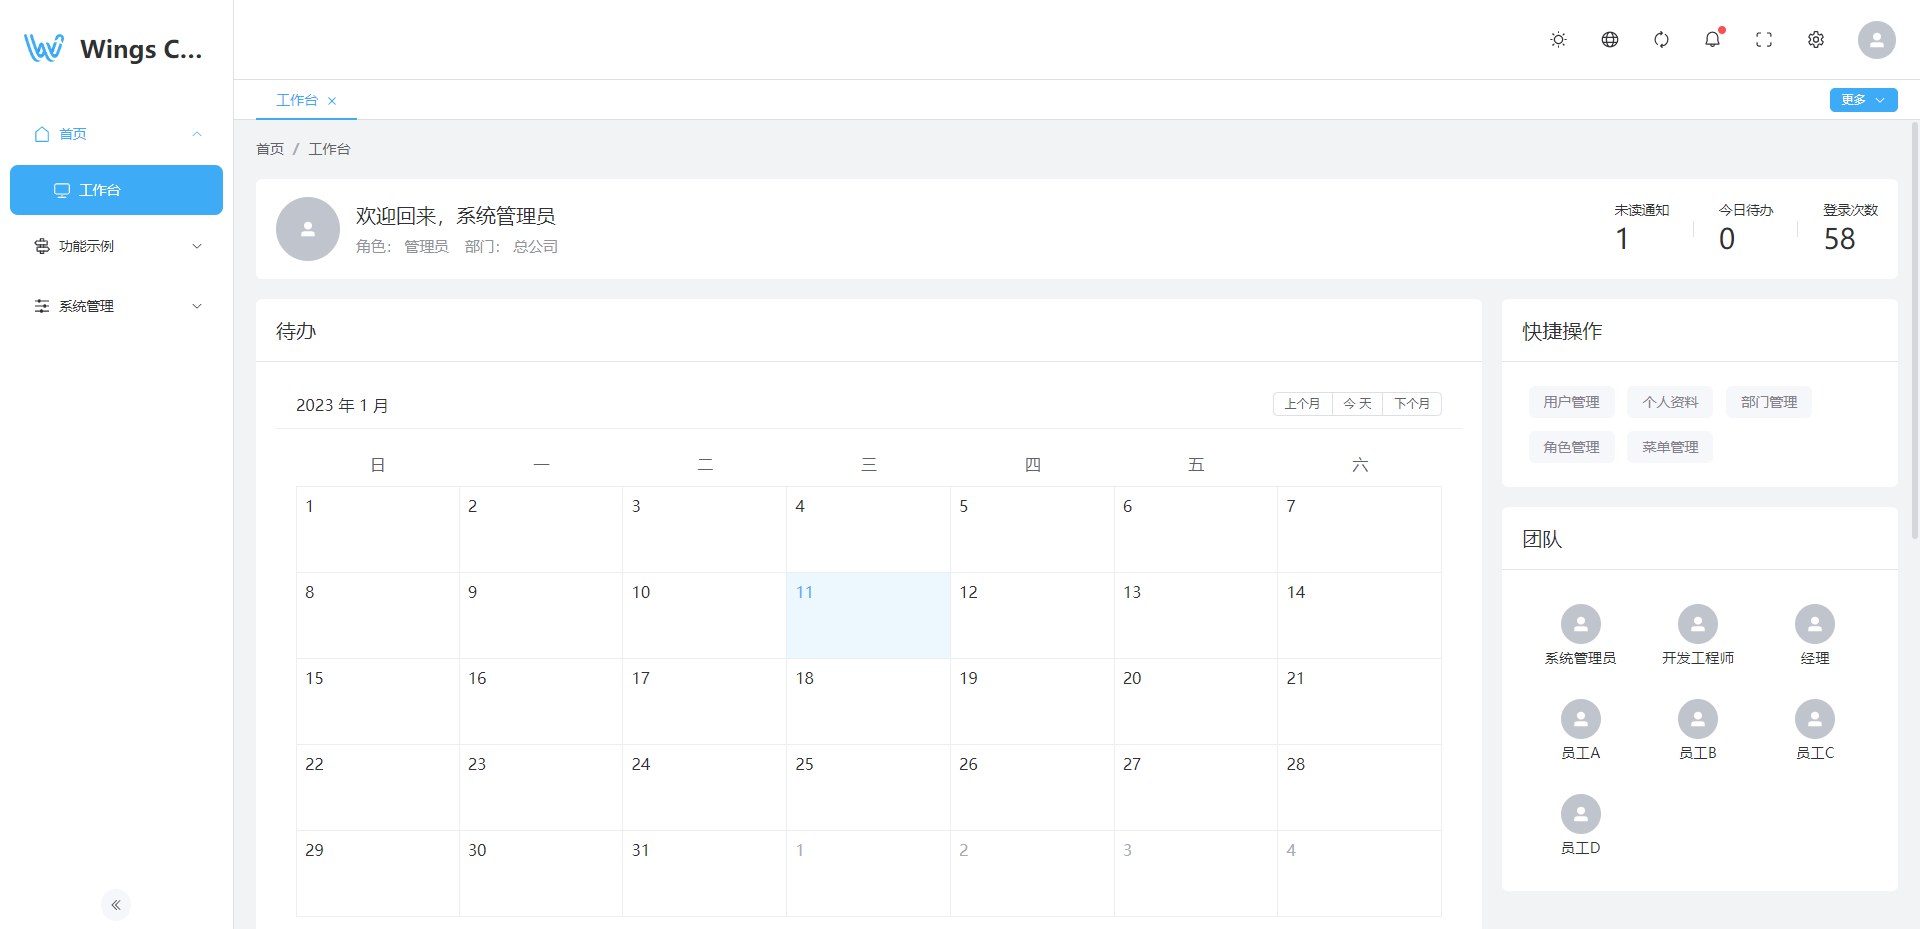 Wings C...
首页
工作台
功能示例
系统管理
工作台
更多
首页 / 工作台
欢迎回来，系统管理员
角色： 管理员 部门： 总公司
未读通知 今日待办 登录次数
1 0 58
待办
2023 年 1 月
上个月 今天 下个月
日 一 二 三 四 五 六
1 2 3 4 5 6 7
8 9 10 11 12 13 14
15 16 17 18 19 20 21
22 23 24 25 26 27 28
29 30 31 1 2 3 4
快捷操作
用户管理 个人资料 部门管理
角色管理 菜单管理
团队
系统管理员 开发工程师 经理
员工A 员工B 员工C
员工D